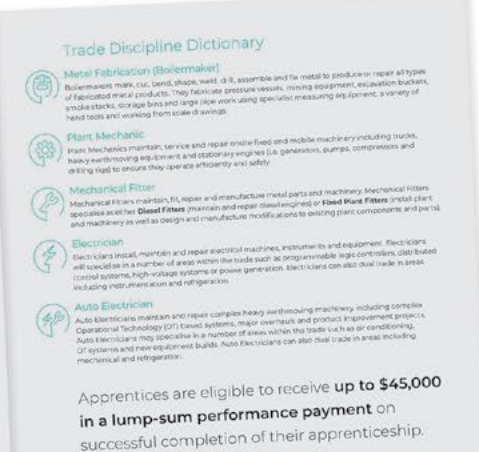 Trade Discipline Dictionary
Metal Fabrication (Boilermaker)
Boilermakers mark, cut, bend, shape, weld, drill, assemble and fix metal to produce or repair all types
of fabricated metal products. They fabricate pressure vessels, mining equipment, excavation buckets,
smoke stacks, storage bins and large pipe work using specialist measuring equipment, a variety of
hand tools and working from scale drawings.
Plant Mechanic
Plant Mechanics maintain, service and repair onsite fixed and mobile machinery including trucks,
heavy earthmoving equipment and stationary engines (i.e. generators, pumps, compressors and
drilling rigs) to ensure they operate efficiently and safely.
Mechanical Fitter
Mechanical Fitters maintain, fit, repair and manufacture metal parts and machinery. Mechanical Fitters
specialise as either Diesel Fitters (maintain and repair diesel engines) or Fixed Plant Fitters (install plant
and machinery as well as design and manufacture modifications to existing plant components and parts).
Electrician
Electricians install, maintain and repair electrical machines, instruments and equipment. Electricians
will specialise in a number of areas within the trade such as programmable logic controllers, distributed
control systems, high-voltage systems or power generation. Electricians can also dual trade in areas
including instrumentation and refrigeration.
Auto Electrician
Auto Electricians maintain and repair complex heavy earthmoving machinery including complex
Operational Technology (OT) based systems, major overhauls and product improvement projects.
Auto Electricians may specialise in a number of areas within the trade such as air conditioning,
OT systems and new equipment builds. Auto Electricians can also dual trade in areas including
mechanical and refrigeration.
Apprentices are eligible to receive up to $45,000
in a lump-sum performance payment on
successful completion of their apprenticeship.